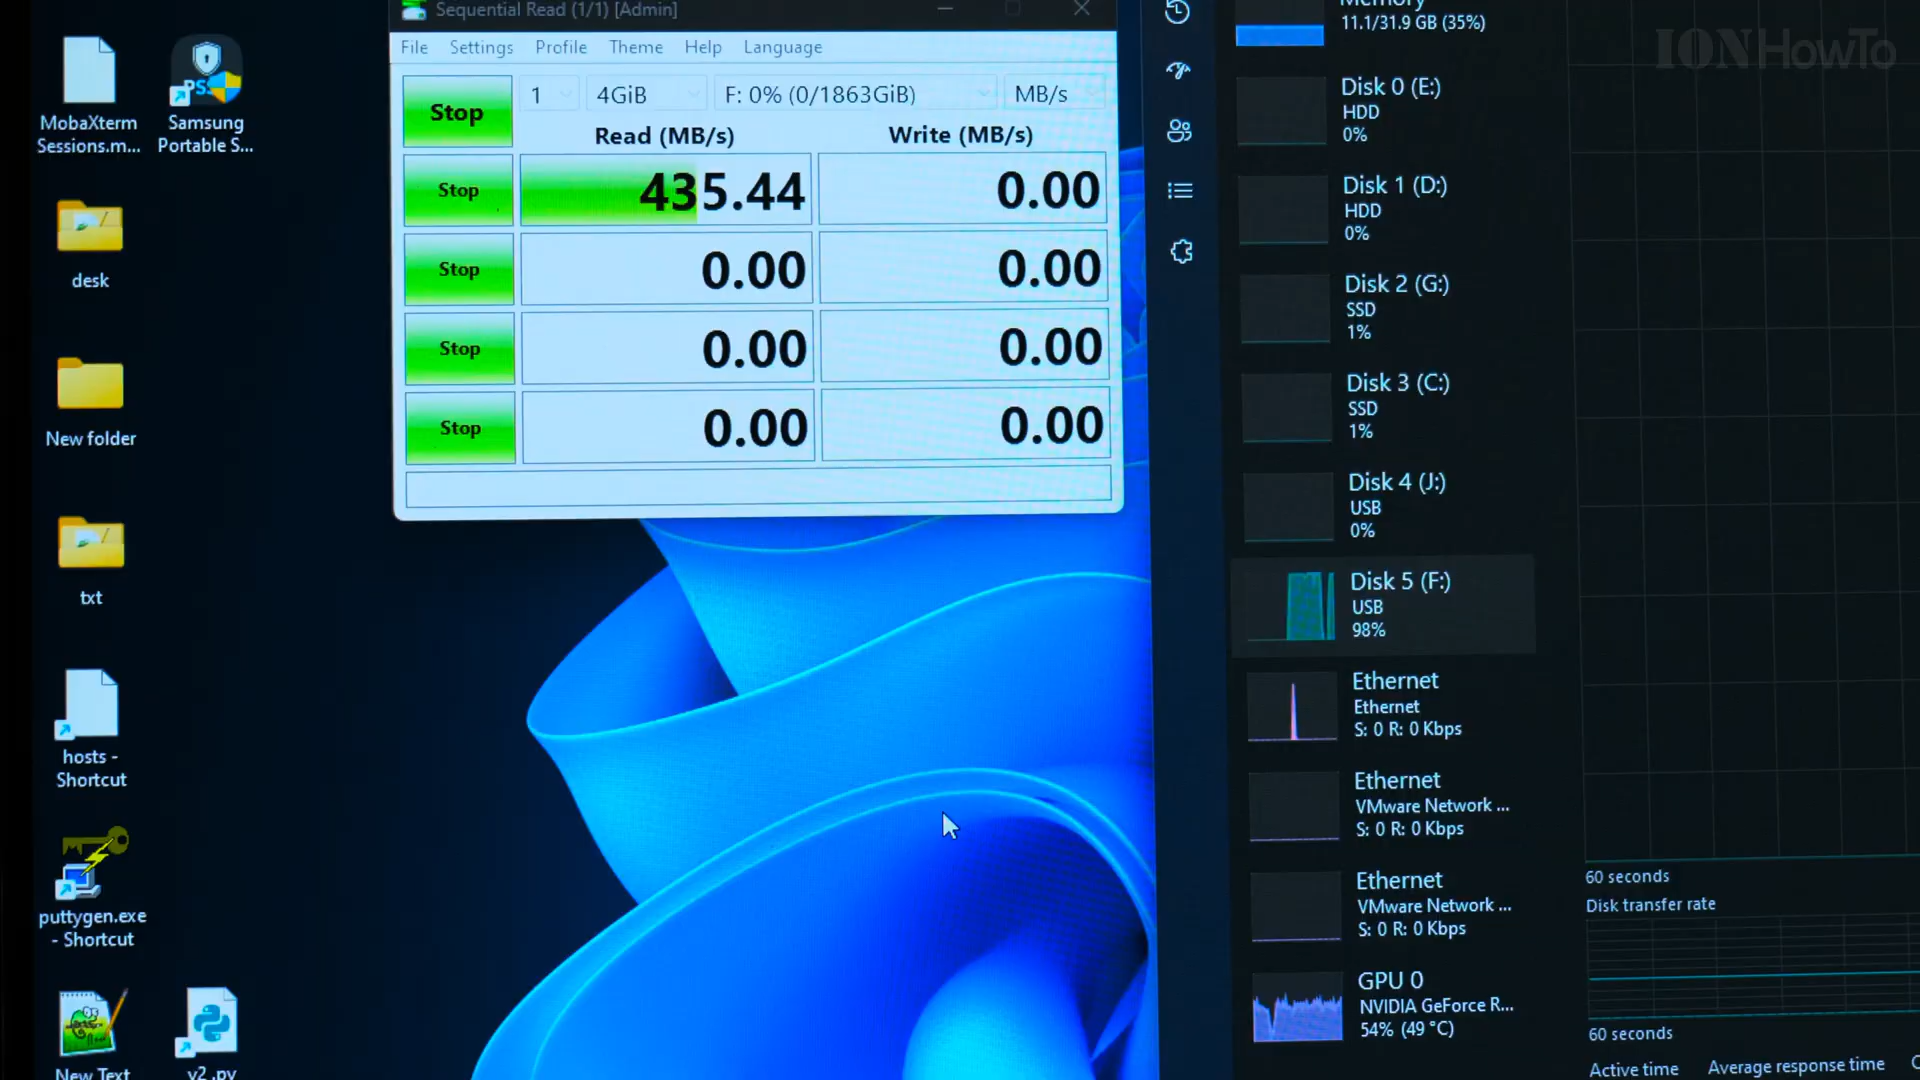 Sequential Read (1/1) [Admin]
File Settings Profile Theme Help Language
Stop 1 4GiB F: 0% (0/1863GiB) MB/s
Read (MB/s) Write (MB/s)
Stop 435.44 0.00
Stop 0.00 0.00
Stop 0.00 0.00
Stop 0.00 0.00
MobaXterm
Sessions.m...
Samsung
Portable S...
desk
New folder
txt
hosts -
Shortcut
puttygen.exe
- Shortcut
New Text
v2 .py
Memory
11.1/31.9 GB (35%)
Disk 0 (E:)
HDD
0%
Disk 1 (D:)
HDD
0%
Disk 2 (G:)
SSD
1%
Disk 3 (C:)
SSD
1%
Disk 4 (J:)
USB
0%
Disk 5 (F:)
USB
98%
Ethernet
Ethernet
S: 0 R: 0 Kbps
Ethernet
VMware Network ...
S: 0 R: 0 Kbps
Ethernet
VMware Network ...
S: 0 R: 0 Kbps
GPU 0
NVIDIA GeForce R...
54% (49 °C)
IONHowTo
60 seconds
Disk transfer rate
60 seconds
Active time Average response time